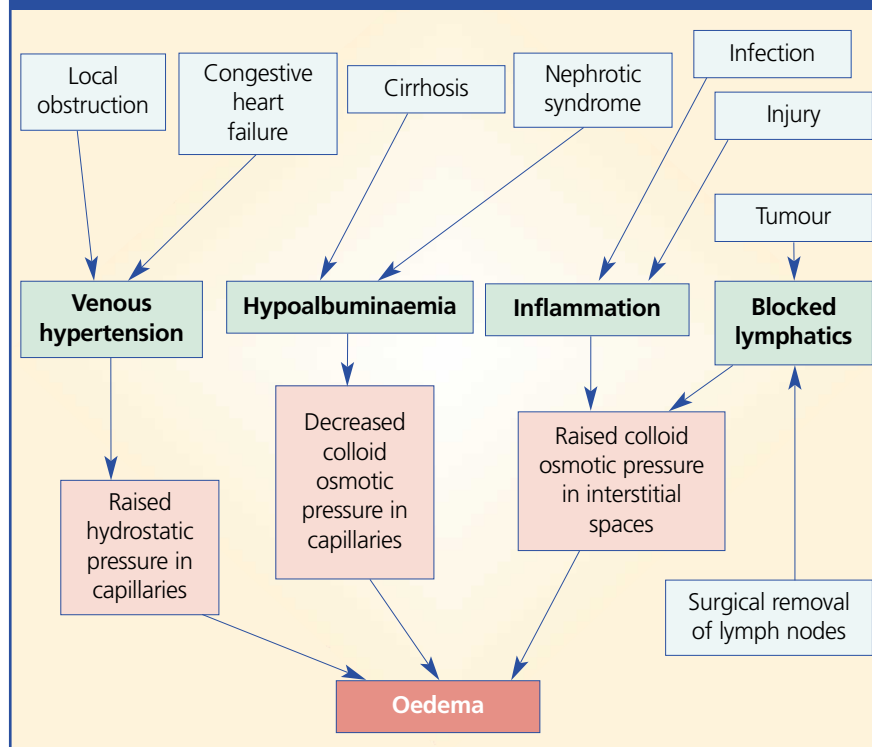 Local
obstruction
Congestive
heart
failure
Cirrhosis
Nephrotic
syndrome
Infection
Injury
Tumour
Venous
hypertension
Hypoalbuminaemia
Inflammation
Blocked
lymphatics
Raised
hydrostatic
pressure in
capillaries
Decreased
colloid
osmotic
pressure in
capillaries
Raised colloid
osmotic pressure
in interstitial
spaces
Surgical removal
of lymph nodes
Oedema